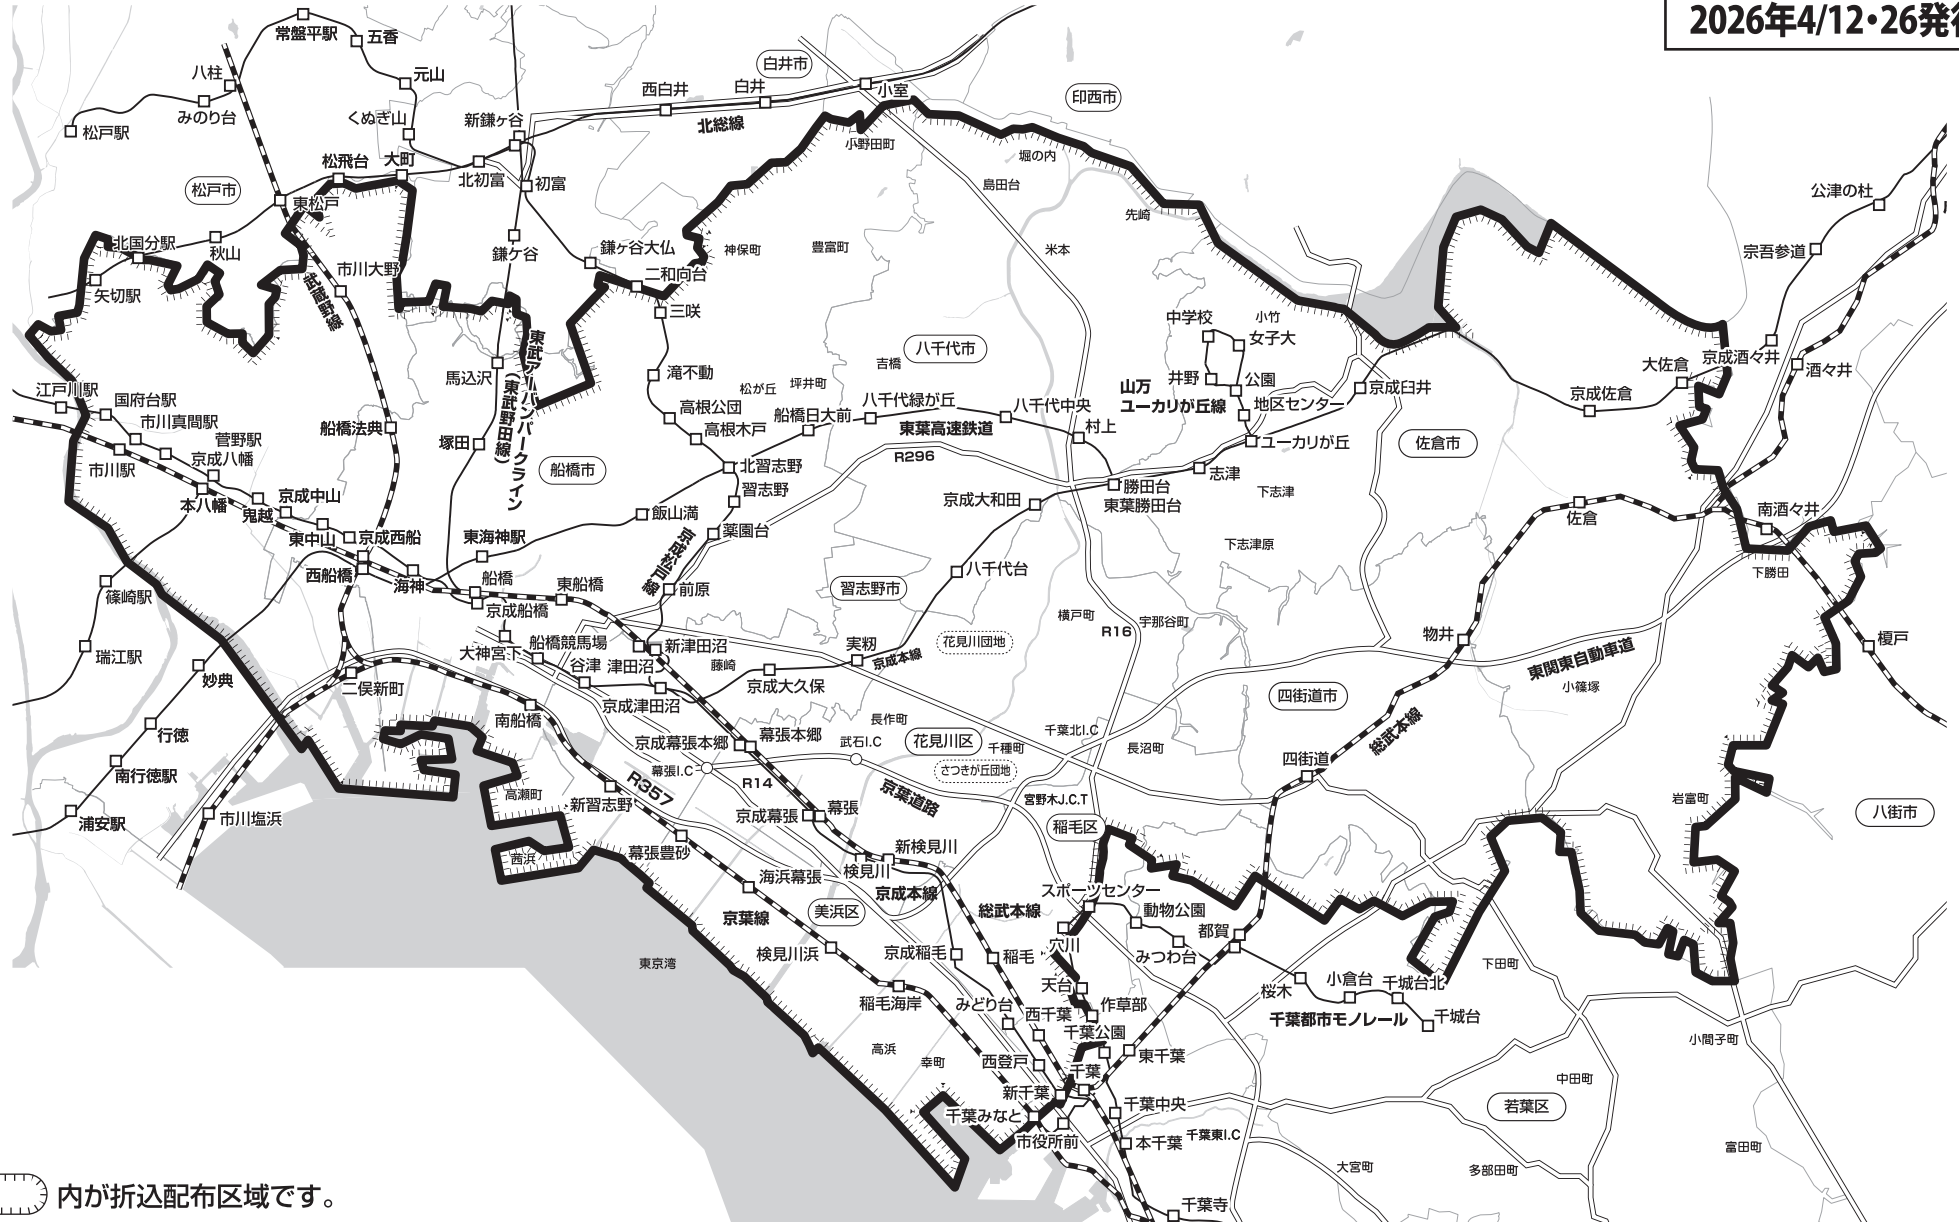 2026年4/12・26発行
常盤平駅
五香
八柱
元山
みのり台
松戸駅
くぬぎ山
新鎌ヶ谷
西白井
白井
白井市
小室
印西市
北総線
松飛台
大町
北初富
初富
松戸市
東松戸
小野田町
堀の内
島田台
先崎
公津の杜
北国分駅
秋山
鎌ヶ谷
鎌ヶ谷大仏
神保町
豊富町
米本
宗吾参道
矢切駅
市川大野
武蔵野線
二和向台
三咲
中学校
小竹
女子大
八千代市
吉橋
馬込沢
東武アーバンパークライン
(東武野田線)
滝不動
松が丘
坪井町
井野
公園
山万
ユーカリが丘線
地区センター
京成臼井
大佐倉
京成酒々井
酒々井
京成佐倉
江戸川駅
国府台駅
市川真間駅
菅野駅
京成八幡
市川駅
本八幡
鬼越
京成中山
東中山
京成西船
西船橋
海神
船橋法典
塚田
船橋市
高根公団
高根木戸
船橋日大前
八千代緑が丘
東葉高速鉄道
八千代中央
村上
ユーカリが丘
佐倉市
北習志野
R296
習志野
志津
勝田台
東葉勝田台
京成大和田
下志津
佐倉
南酒々井
飯山満
薬園台
東海神駅
京成松戸線
下志津原
八千代台
下勝田
船橋
京成船橋
東船橋
前原
習志野市
篠崎駅
瑞江駅
妙典
船橋競馬場
大神宮下
谷津
津田沼
新津田沼
藤崎
実籾
京成本線
花見川団地
横戸町
宇那谷町
R16
物井
榎戸
東関東自動車道
小篠塚
二俣新町
京成津田沼
京成大久保
四街道市
南船橋
長作町
行徳
京成幕張本郷
幕張本郷
武石I.C
花見川区
千種町
千葉北I.C
長沼町
総武本線
四街道
南行徳駅
幕張I.C
さつきが丘団地
R14
R357
京葉道路
宮野木J.C.T
高瀬町
新習志野
岩富町
八街市
浦安駅
市川塩浜
京成幕張
幕張
稲毛区
茜浜
幕張豊砂
新検見川
検見川
海浜幕張
京成本線
スポーツセンター
京葉線
美浜区
総武本線
動物公園
都賀
穴川
みつわ台
検見川浜
京成稲毛
稲毛
東京湾
天台
下田町
稲毛海岸
みどり台
西千葉
作草部
桜木
小倉台
千城台北
千葉公園
千葉都市モノレール
千城台
小間子町
高浜
幸町
西登戸
千葉
東千葉
中田町
新千葉
千葉みなと
千葉中央
若葉区
市役所前
本千葉
千葉東I.C
大宮町
多部田町
富田町
内が折込配布区域です。
千葉寺